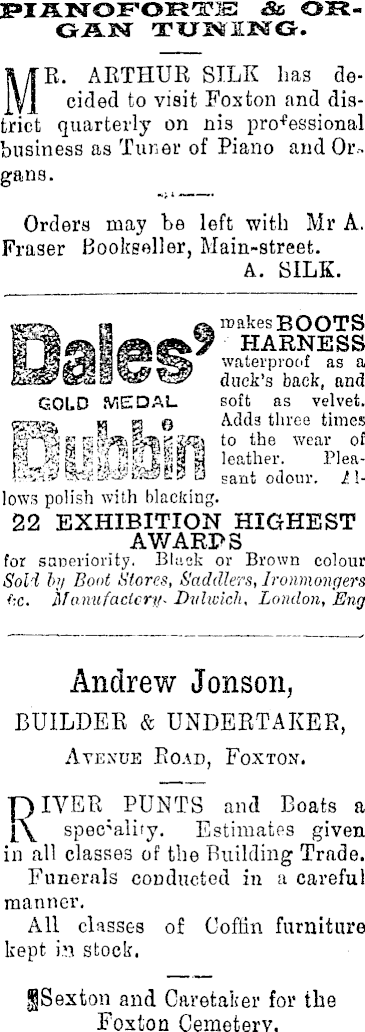 PIANOFORTE & OR-
GAN TUNING.
MR. ARTHUR SILK has de-
cided to visit Foxton and dis-
trict quarterly on his professional
business as Tuner of Piano and Or-
gans.
Orders may be left with Mr A.
Fraser Bookseller, Main-street.
A. SILK.
Dales'
GOLD MEDAL
Dubbin
makes BOOTS
HARNESS
waterproof as a
duck's back, and
soft as velvet.
Adds three times
to the wear of
leather. Plea-
sant odour. Al-
lows polish with blacking.
22 EXHIBITION HIGHEST
AWARDS
for superiority. Black or Brown colour
Sold by Boot Stores, Saddlers, Ironmongers
&c. Manufactory. Dulwich, London, Eng
Andrew Jonson,
BUILDER & UNDERTAKER,
AVENUE ROAD, FOXTON.
RIVER PUNTS and Boats a
speciality. Estimates given
in all classes of the Building Trade.
Funerals conducted in a careful
manner.
All classes of Coffin furniture
kept in stock.
Sexton and Caretaker for the
Foxton Cemetery.